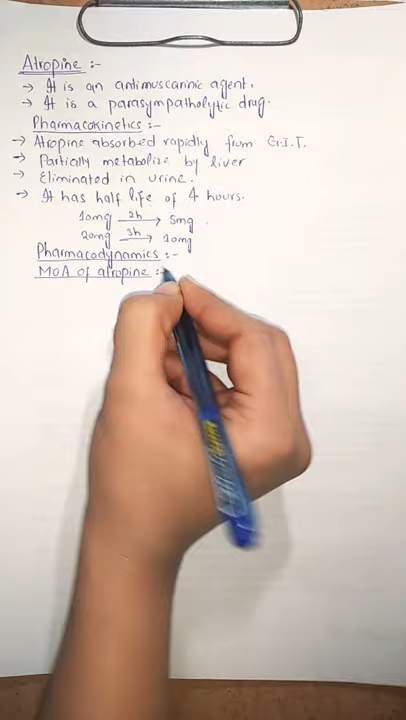 Atropine :-
→ It is an antimuscarinic agent.
→ It is a parasympatholytic drug.
Pharmacokinetics :-
→ Atropine absorbed rapidly from G.I.T.
→ Partially metabolize by liver
→ Eliminated in urine.
→ It has half life of 4 hours.
10mg 2h→ 5mg
20mg 3h→ 10mg
Pharmacodynamics :-
MoA of atropine :-